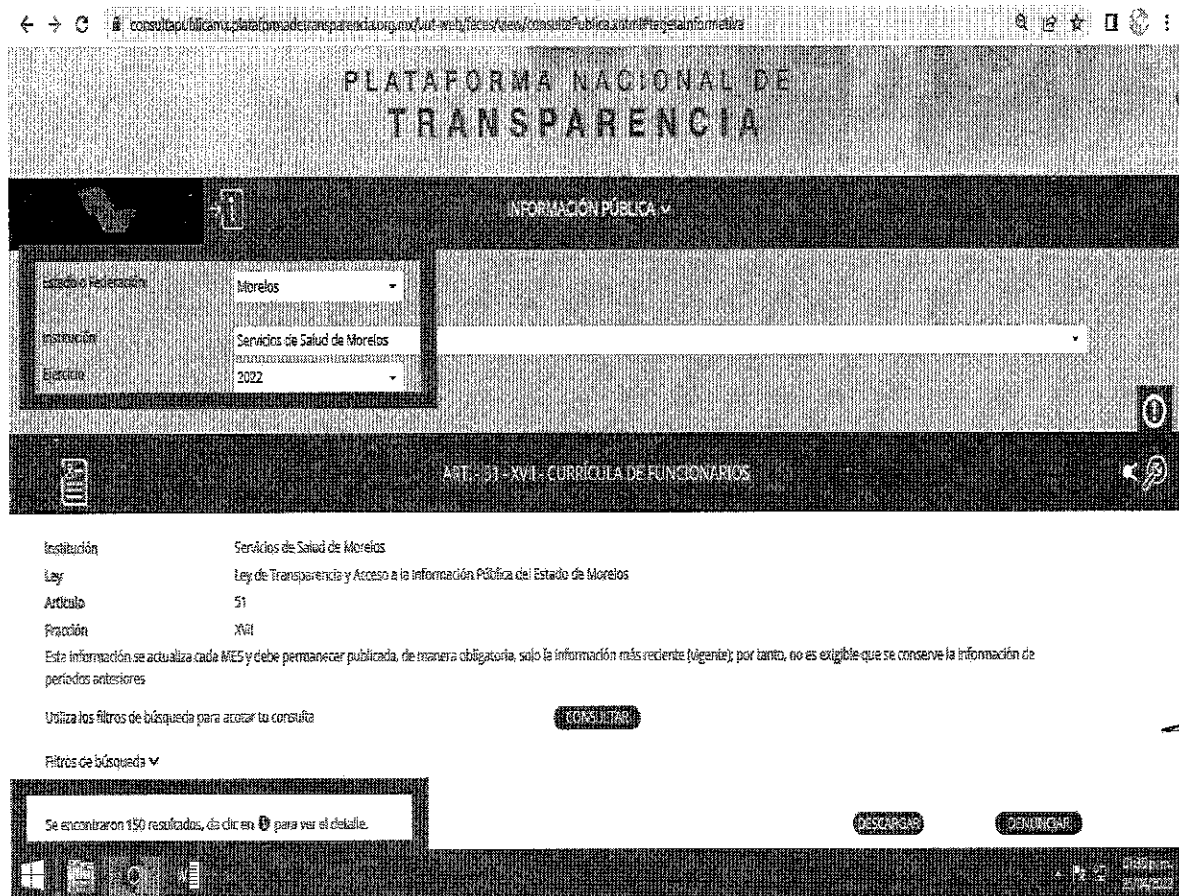 consultapublicamx.plataformadetransparencia.org.mx/vut-web/faces/view/consultaPublica.xhtml#tarjetaInformativa
PLATAFORMA NACIONAL DE
TRANSPARENCIA
INFORMACIÓN PÚBLICA
Estado o Federación
Morelos
Institución
Servicios de Salud de Morelos
Ejercicio
2022
ART. - 51 - XVII - CURRÍCULA DE FUNCIONARIOS
Institución Servicios de Salud de Morelos
Ley Ley de Transparencia y Acceso a la Información Pública del Estado de Morelos
Artículo 51
Fracción XVII
Esta información se actualiza cada MES y debe permanecer publicada, de manera obligatoria, solo la información más reciente (vigente); por tanto, no es exigible que se conserve la información de
períodos anteriores
Utiliza los filtros de búsqueda para acotar tu consulta CONSULTAR
Filtros de búsqueda
Se encontraron 150 resultados, da clic en i para ver el detalle.
DESCARGAR DENUNCIAR
p.m.
/04/2022